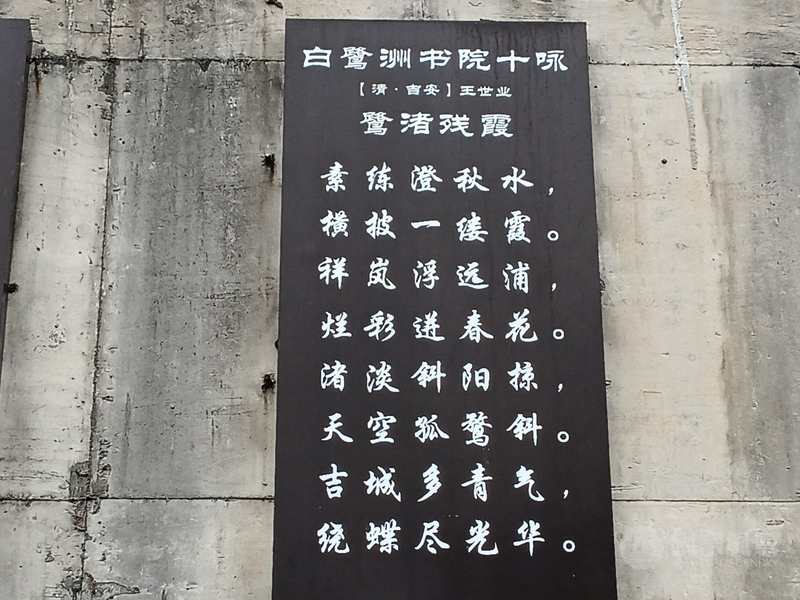 白鹭洲书院十咏
【清·吉安】王世业
鹭渚残霞
素练澄秋水，
横披一缕霞。
祥岚浮远浦，
烂彩迸春花。
渚淡斜阳掠，
天空孤鹜斜。
吉城多青气，
绕蝶尽光华。